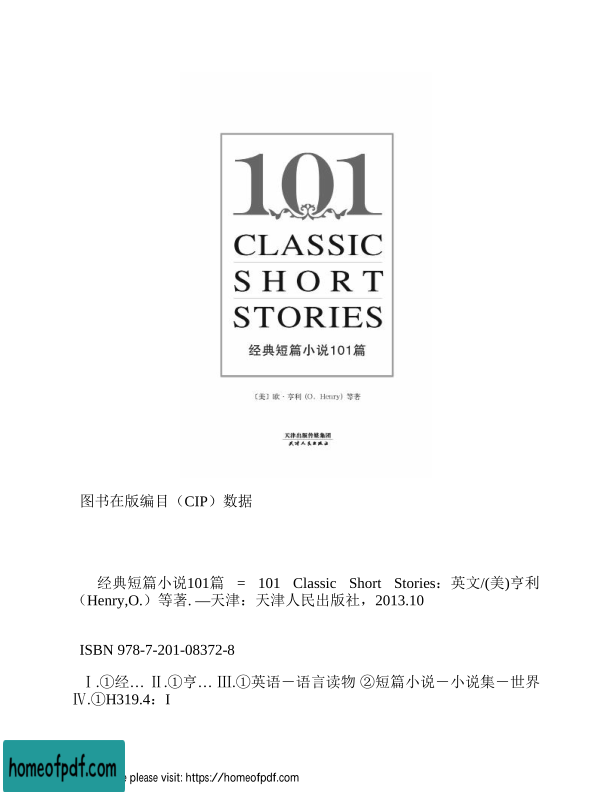 101
CLASSIC
SHORT
STORIES
经典短篇小说101篇
〔美〕欧·亨利 (O. Henry) 等著
天津出版传媒集团
天津人民出版社
图书在版编目（CIP）数据
经典短篇小说101篇 = 101 Classic Short Stories：英文/(美)亨利
（Henry,O.）等著. —天津：天津人民出版社，2013.10
ISBN 978-7-201-08372-8
Ⅰ.①经… Ⅱ.①亨… Ⅲ.①英语－语言读物 ②短篇小说－小说集－世界
Ⅳ.①H319.4：I
homeofpdf.com
please visit: https://homeofpdf.com